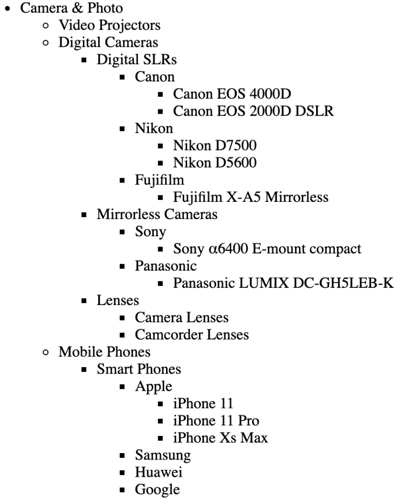 Camera & Photo
Video Projectors
Digital Cameras
Digital SLRs
Canon
Canon EOS 4000D
Canon EOS 2000D DSLR
Nikon
Nikon D7500
Nikon D5600
Fujifilm
Fujifilm X-A5 Mirrorless
Mirrorless Cameras
Sony
Sony α6400 E-mount compact
Panasonic
Panasonic LUMIX DC-GH5LEB-K
Lenses
Camera Lenses
Camcorder Lenses
Mobile Phones
Smart Phones
Apple
iPhone 11
iPhone 11 Pro
iPhone Xs Max
Samsung
Huawei
Google